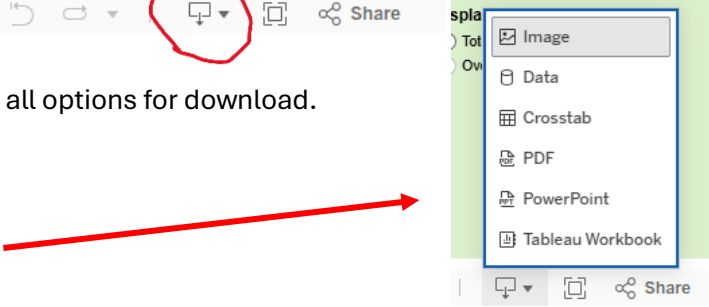 Share
all options for download.
spla
Tot
Ov
Image
Data
Crosstab
PDF
PowerPoint
Tableau Workbook
Share